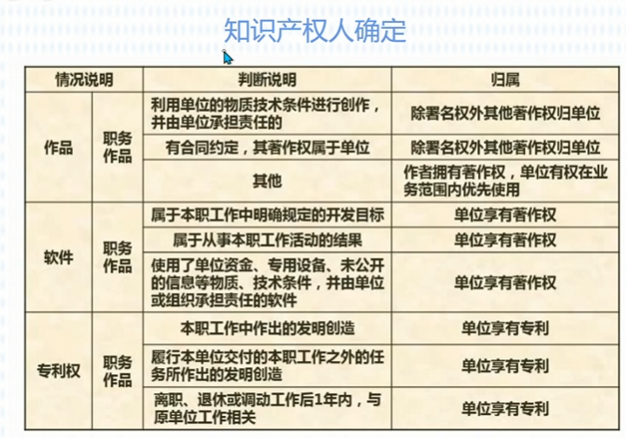 知识产权人确定
情况说明 判断说明 归属
作品 职务作品 利用单位的物质技术条件进行创作，
并由单位承担责任的 除署名权外其他著作权归单位
有合同约定，其著作权属于单位 除署名权外其他著作权归单位
其他 作者拥有著作权，单位有权在业
务范围内优先使用
软件 职务作品 属于本职工作中明确规定的开发目标 单位享有著作权
属于从事本职工作活动的结果 单位享有著作权
使用了单位资金、专用设备、未公开
的信息等物质、技术条件，并由单位
或组织承担责任的软件 单位享有著作权
专利权 职务作品 本职工作中作出的发明创造 单位享有专利
履行本单位交付的本职工作之外的任
务所作出的发明创造 单位享有专利
离职、退休或调动工作后1年内，与
原单位工作相关 单位享有专利